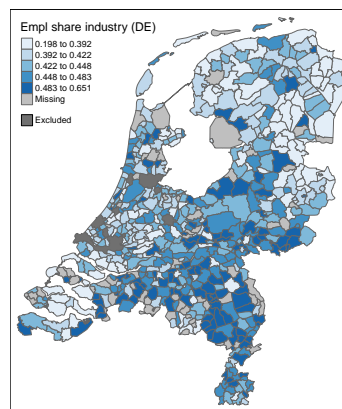 Empl share industry (DE)
0.198 to 0.392
0.392 to 0.422
0.422 to 0.448
0.448 to 0.483
0.483 to 0.651
Missing
Excluded